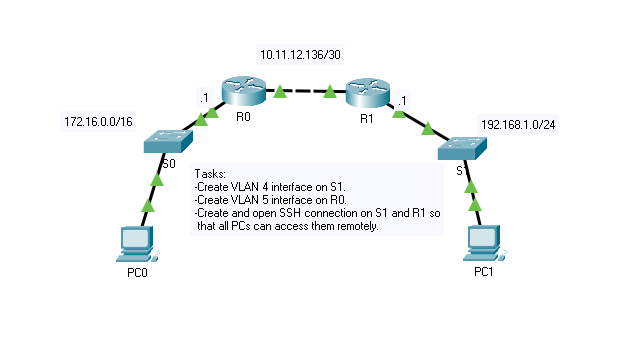 10.11.12.136/30
.1
R0
R1
.1
172.16.0.0/16
192.168.1.0/24
S0
Tasks:
-Create VLAN 4 interface on S1.
-Create VLAN 5 interface on R0.
-Create and open SSH connection on S1 and R1 so
that all PCs can access them remotely.
PC0
PC1